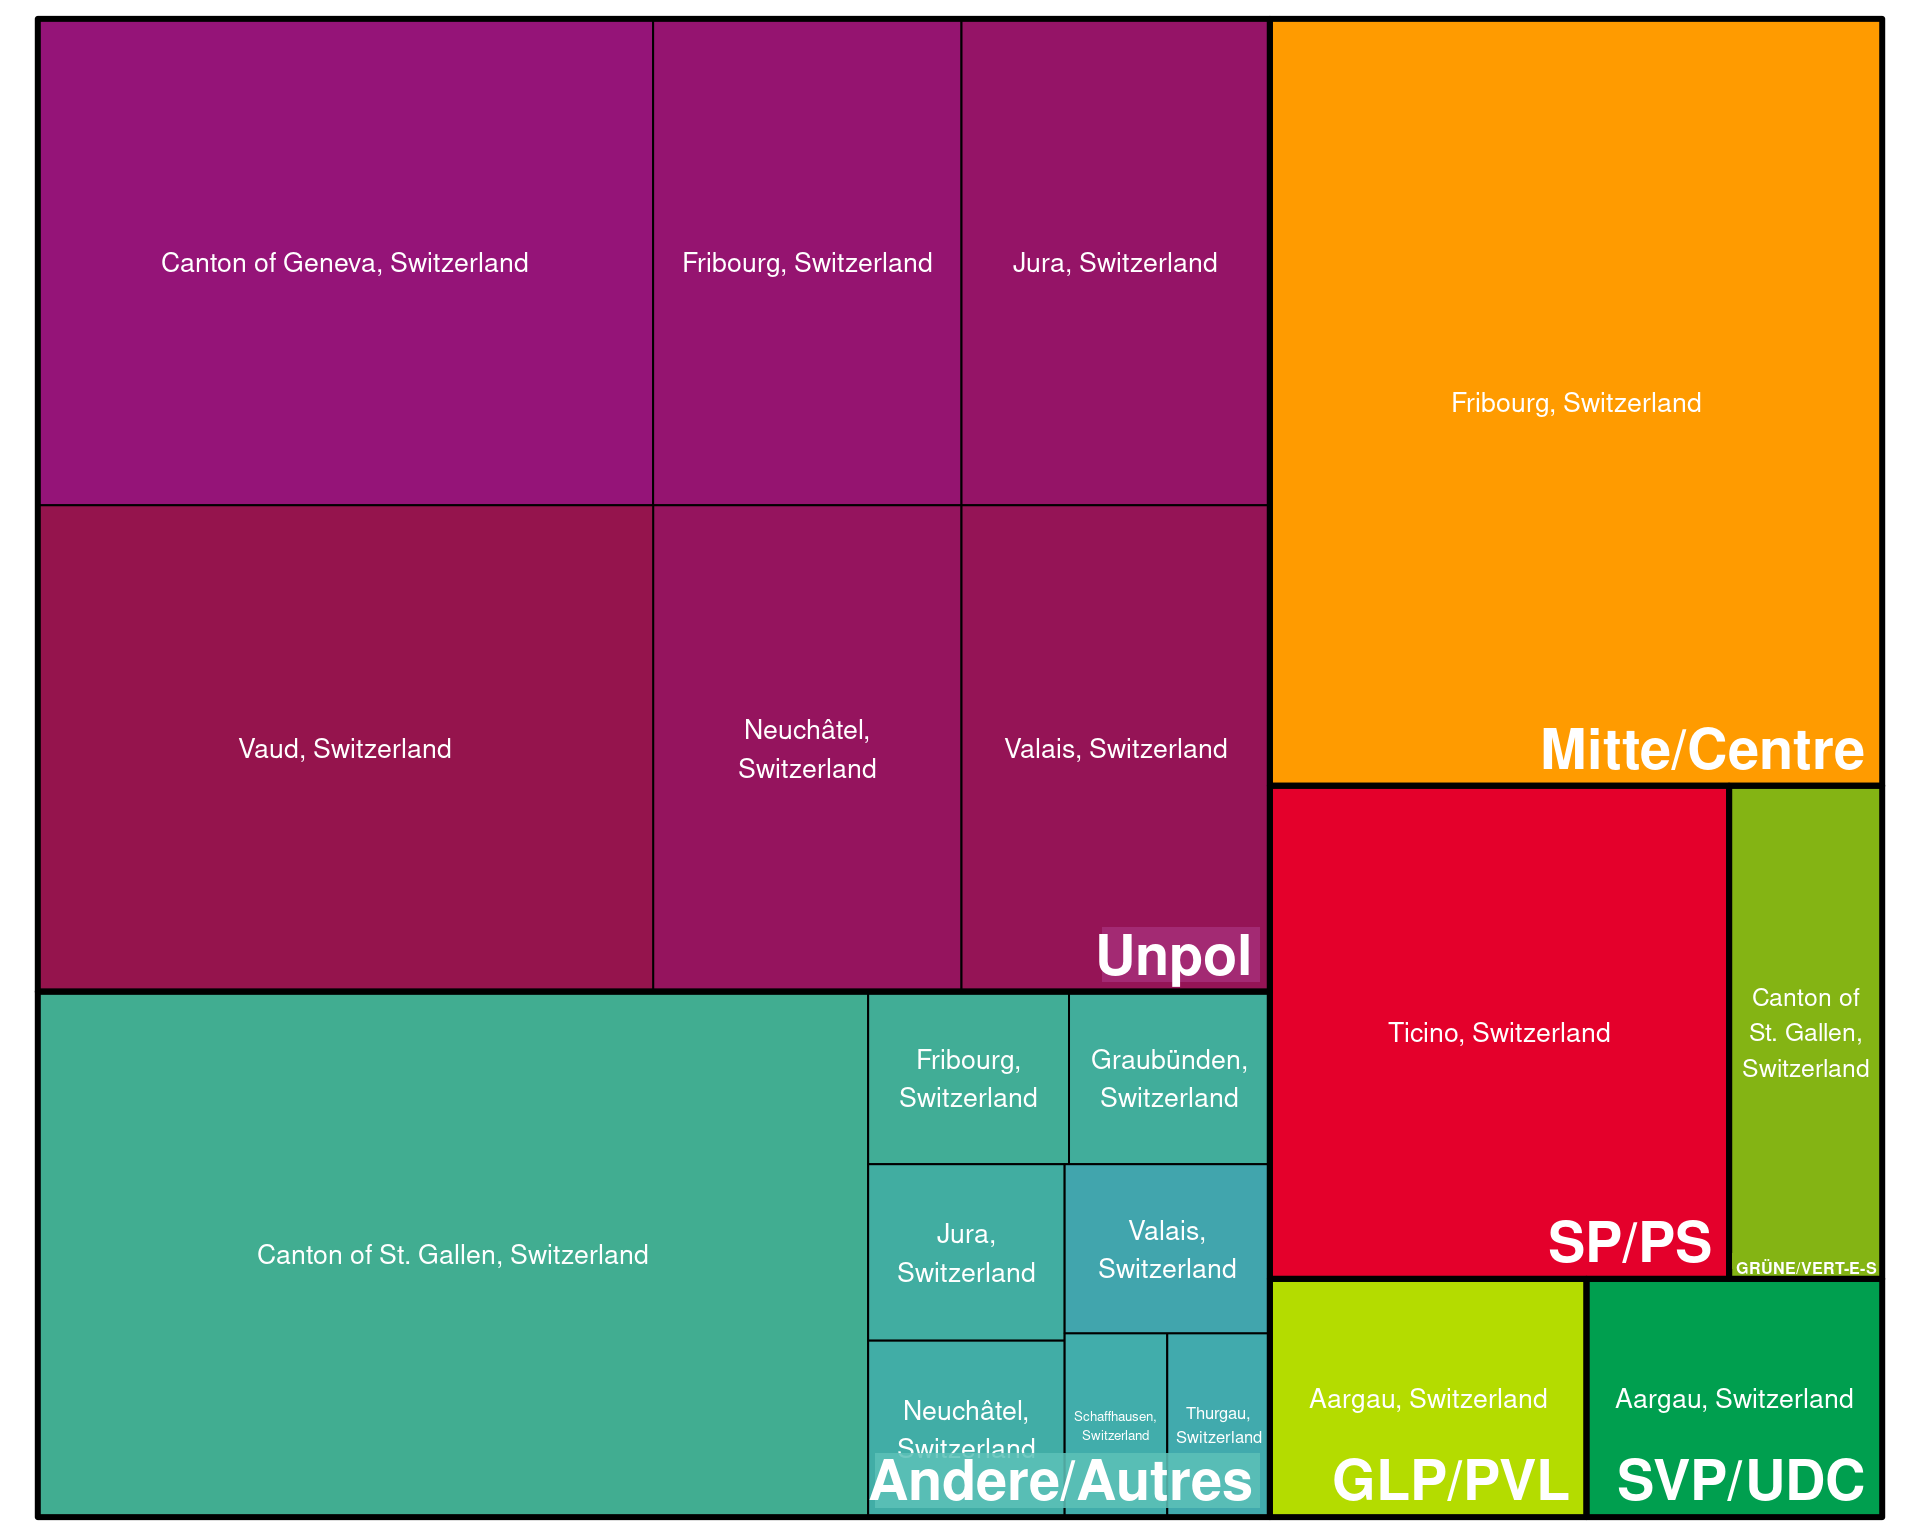 Canton of Geneva, Switzerland
Fribourg, Switzerland
Jura, Switzerland
Vaud, Switzerland
Neuchâtel,
Switzerland
Valais, Switzerland
Unpol
Fribourg, Switzerland
Mitte/Centre
Canton of St. Gallen, Switzerland
Fribourg,
Switzerland
Graubünden,
Switzerland
Jura,
Switzerland
Valais,
Switzerland
Neuchâtel,
Switzerland
Schaffhausen,
Switzerland
Thurgau,
Switzerland
Andere/Autres
Ticino, Switzerland
SP/PS
Canton of
St. Gallen,
Switzerland
GRÜNE/VERT-E-S
Aargau, Switzerland
GLP/PVL
Aargau, Switzerland
SVP/UDC